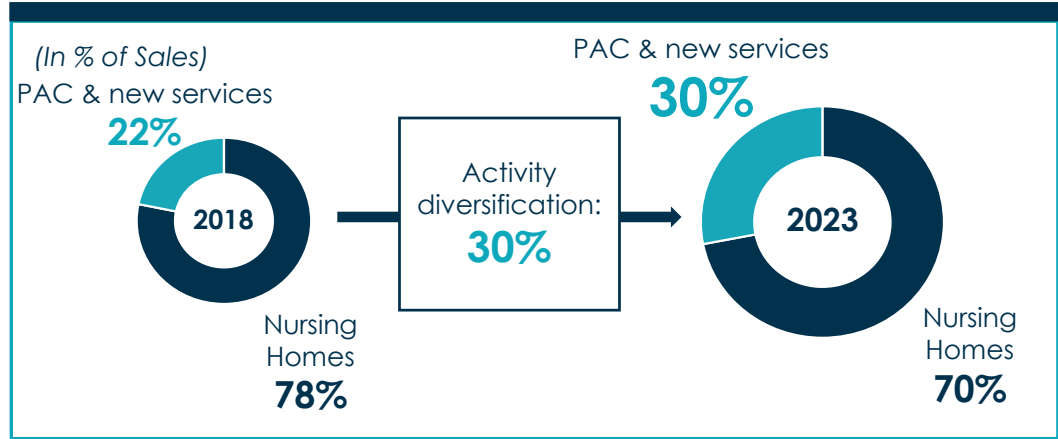 (In % of Sales)
PAC & new services
22%
2018
Nursing
Homes
78%
Activity
diversification:
30%
PAC & new services
30%
2023
Nursing
Homes
70%